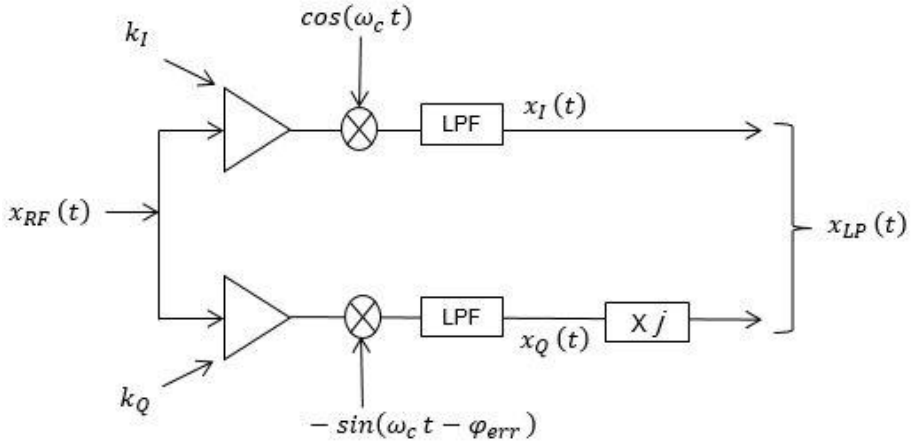 cos(ω_c t)
k_I
LPF
x_I (t)
x_RF (t)
x_LP (t)
LPF
x_Q (t)
X j
k_Q
− sin(ω_c t − φ_err)